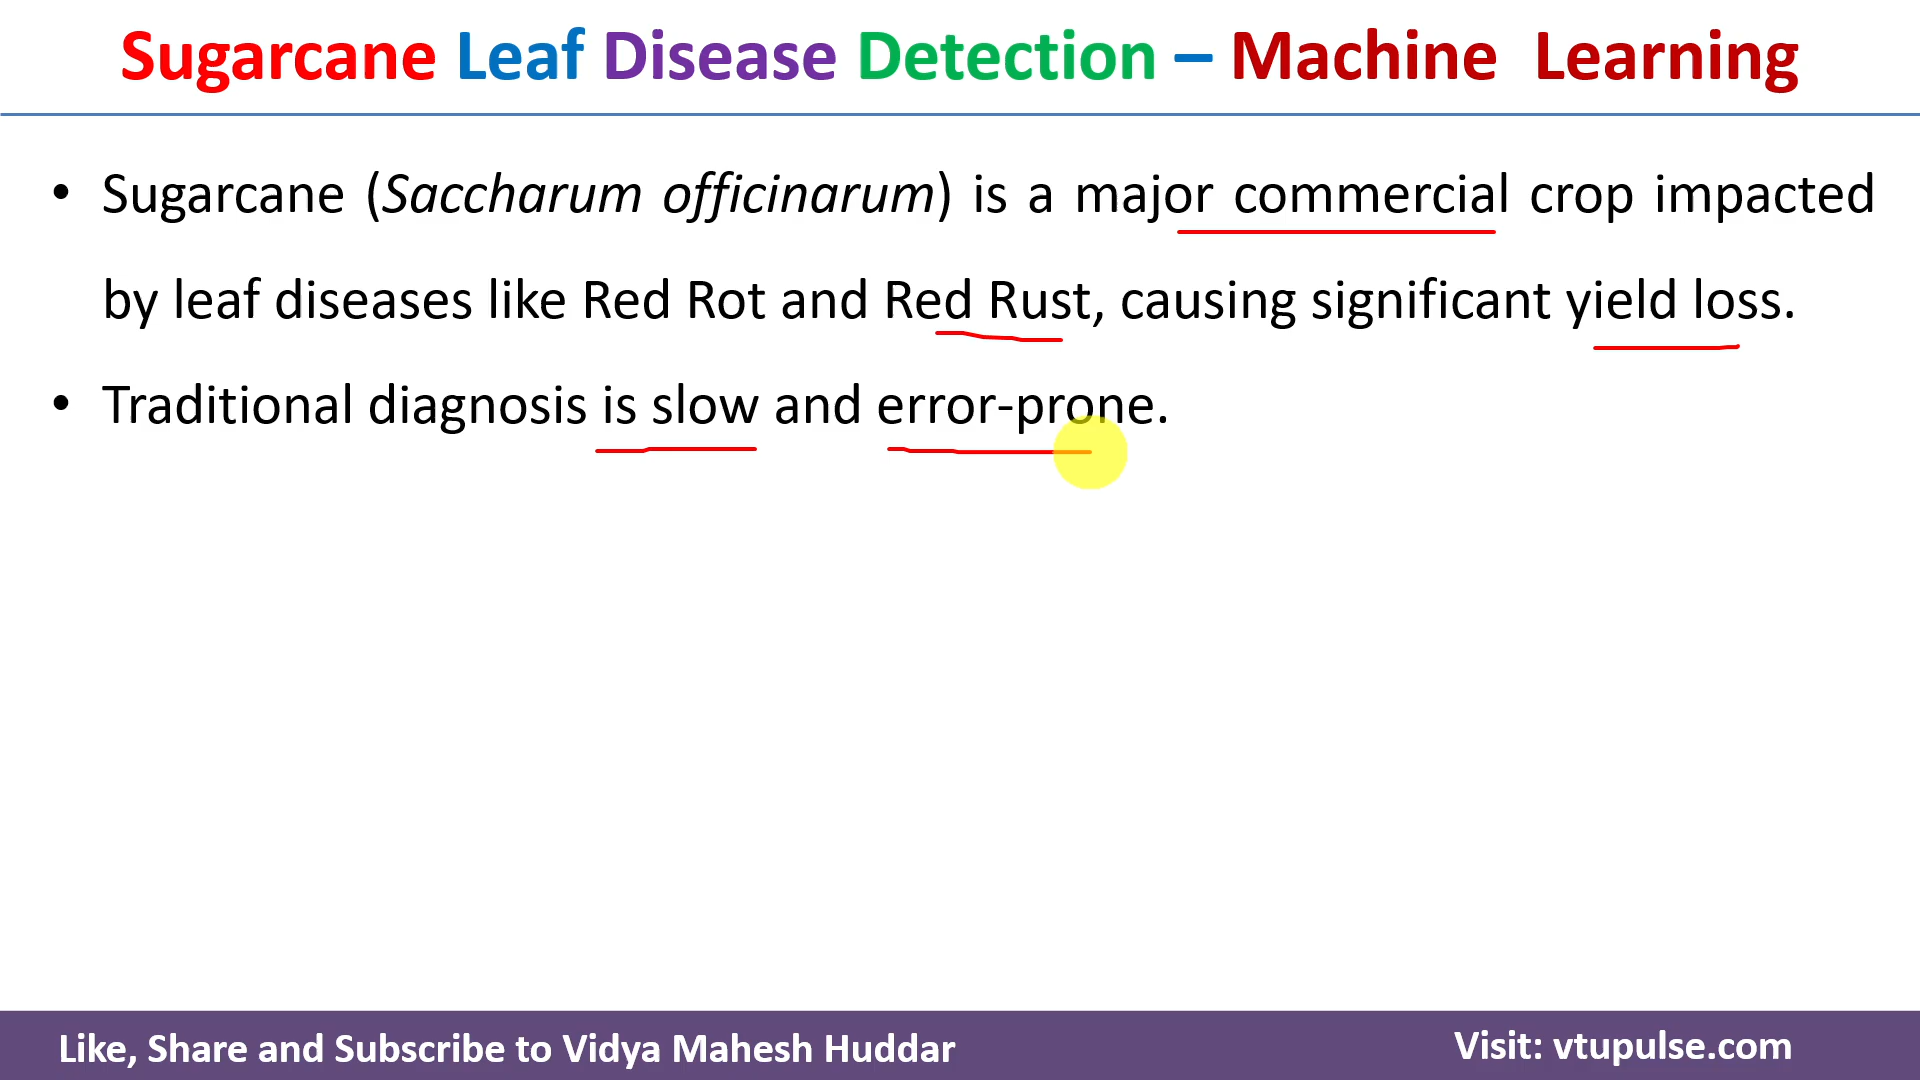 Sugarcane Leaf Disease Detection – Machine Learning
• Sugarcane (Saccharum officinarum) is a major commercial crop impacted
by leaf diseases like Red Rot and Red Rust, causing significant yield loss.
• Traditional diagnosis is slow and error-prone.
Like, Share and Subscribe to Vidya Mahesh Huddar
Visit: vtupulse.com